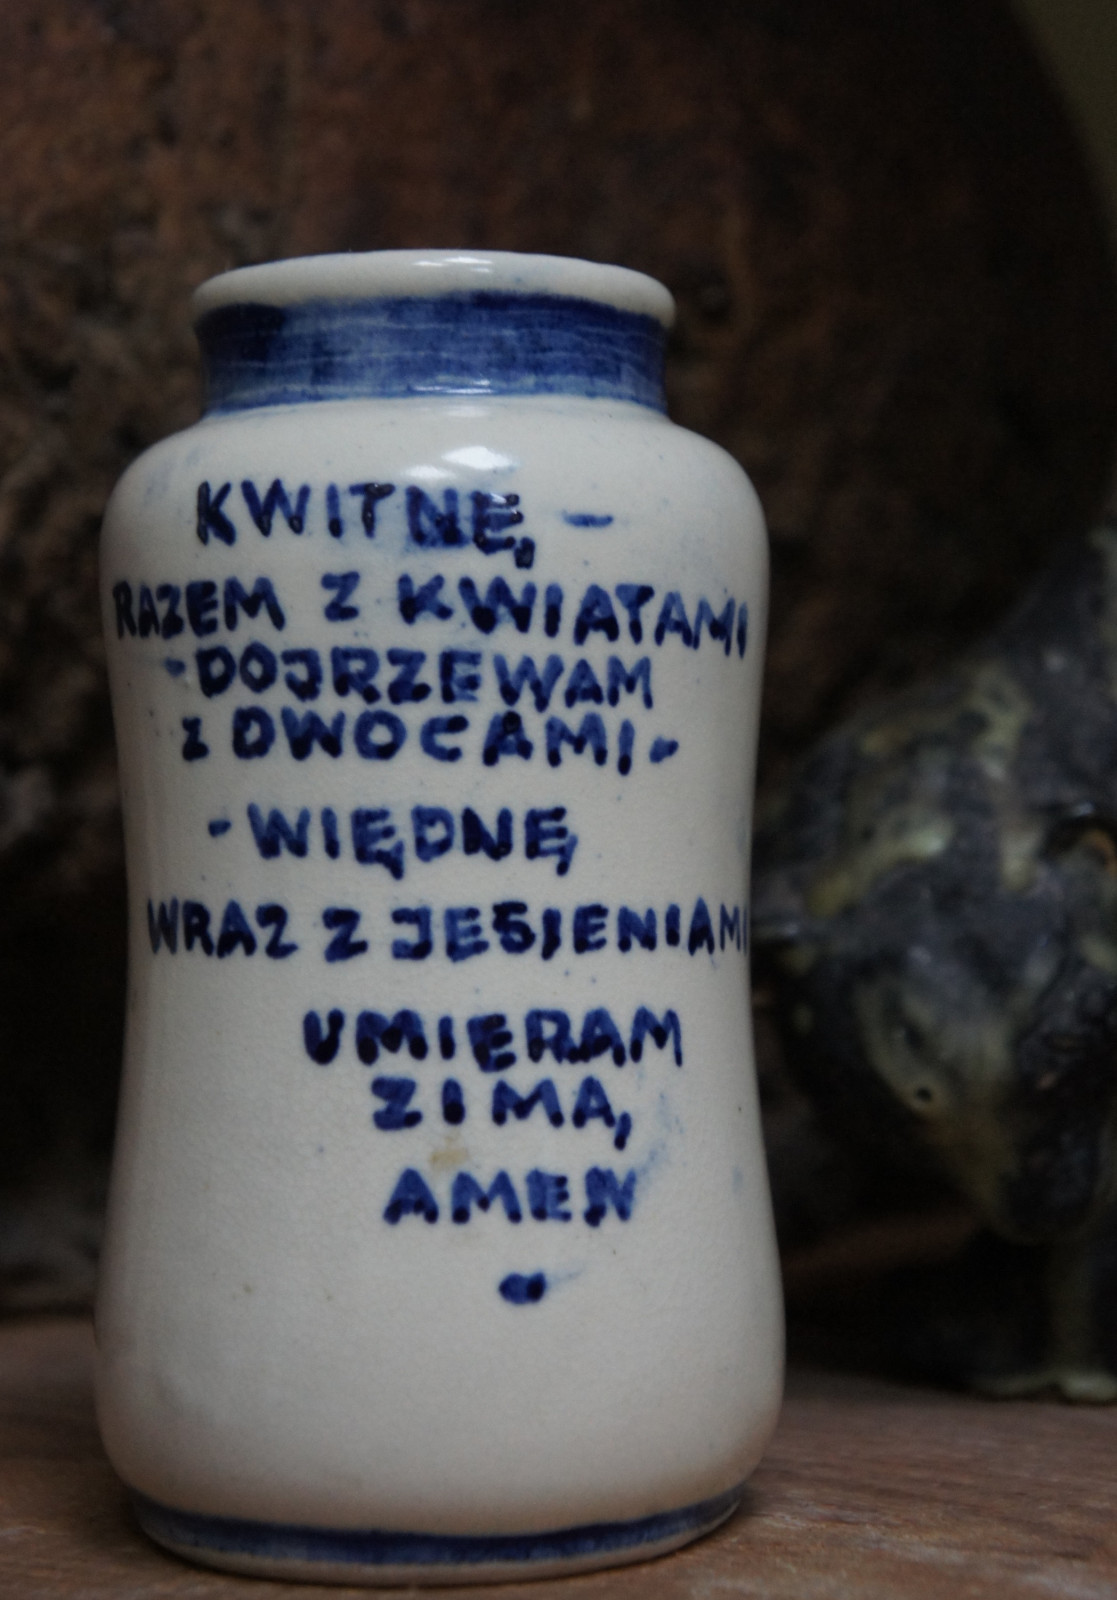 KWITNĘ, -
RAZEM Z KWIATAMI
-DOJRZEWAM
Z OWOCAMI-
-WIĘDNĘ
WRAZ Z JESIENIAMI
UMIERAM
ZIMĄ
AMEN